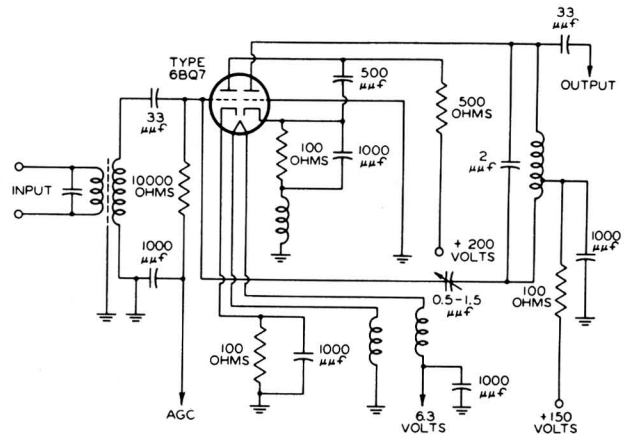 TYPE
6BQ7
33
μμf
OUTPUT
500
μμf
33
μμf
500
OHMS
INPUT
10000
OHMS
100
OHMS
1000
μμf
2
μμf
1000
μμf
+ 200
VOLTS
0.5-1.5
μμf
100
OHMS
1000
μμf
100
OHMS
1000
μμf
1000
μμf
AGC
6.3
VOLTS
+150
VOLTS